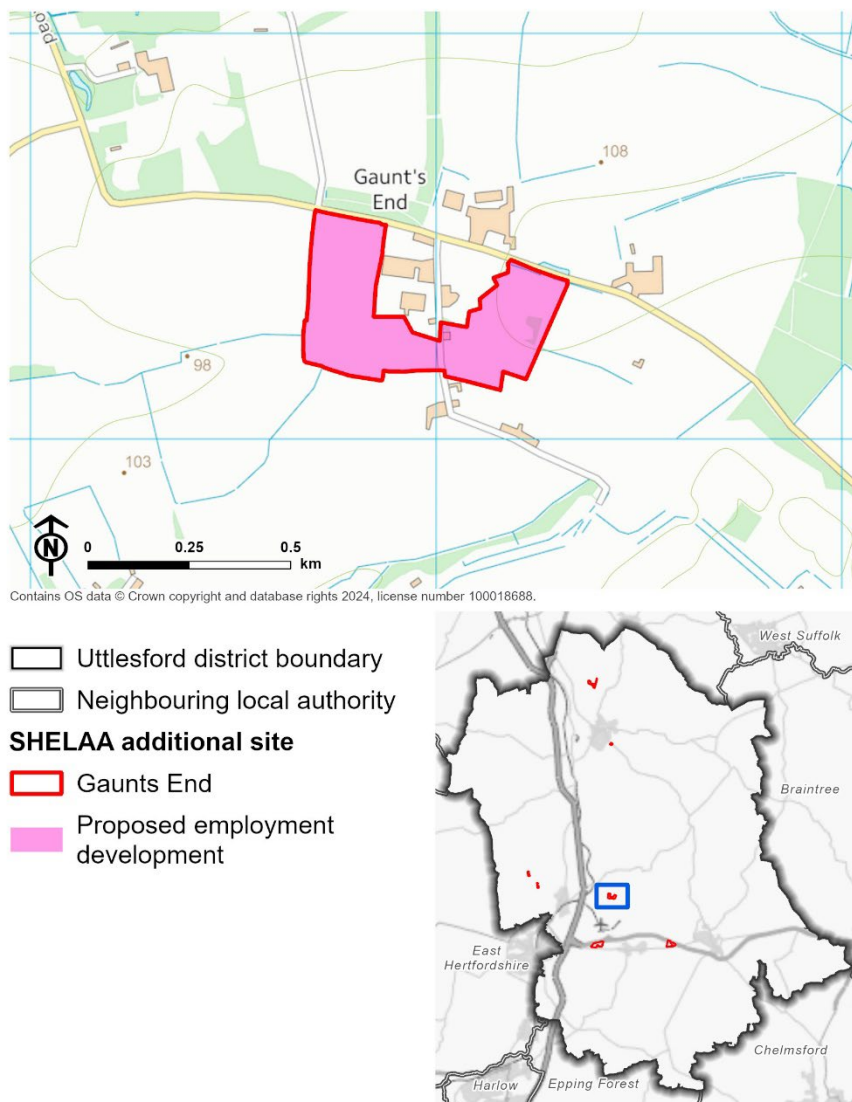 oad
108
Gaunt's
End
98
103
N
0 0.25 0.5
km
Contains OS data © Crown copyright and database rights 2024, license number 100018688.
Uttlesford district boundary
Neighbouring local authority
SHELAA additional site
Gaunts End
Proposed employment
development
West Suffolk
Braintree
East
Hertfordshire
Chelmsford
Harlow
Epping Forest